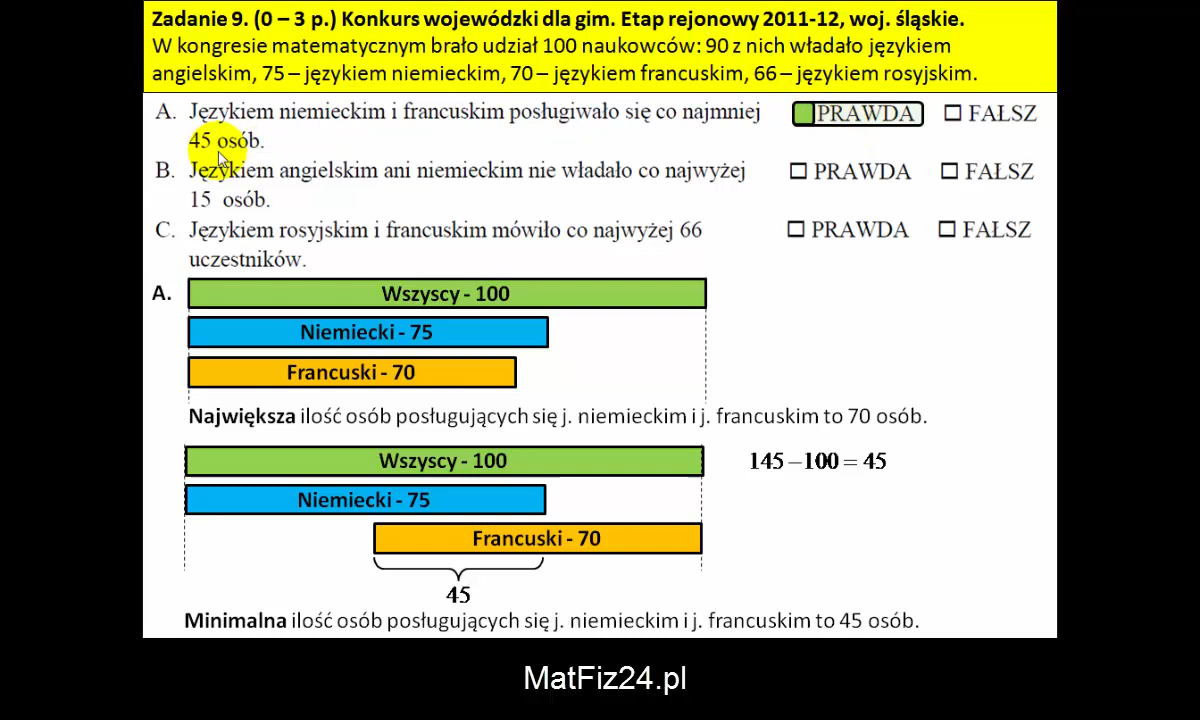 Zadanie 9. (0 – 3 p.) Konkurs wojewódzki dla gim. Etap rejonowy 2011-12, woj. śląskie.
W kongresie matematycznym brało udział 100 naukowców: 90 z nich władało językiem
angielskim, 75 – językiem niemieckim, 70 – językiem francuskim, 66 – językiem rosyjskim.
A. Językiem niemieckim i francuskim posługiwało się co najmniej PRAWDA FAŁSZ
45 osób.
B. Językiem angielskim ani niemieckim nie władało co najwyżej PRAWDA FAŁSZ
15 osób.
C. Językiem rosyjskim i francuskim mówiło co najwyżej 66 PRAWDA FAŁSZ
uczestników.
A. Wszyscy - 100
Niemiecki - 75
Francuski - 70
Największa ilość osób posługujących się j. niemieckim i j. francuskim to 70 osób.
Wszyscy - 100 145 – 100 = 45
Niemiecki - 75
Francuski - 70
45
Minimalna ilość osób posługujących się j. niemieckim i j. francuskim to 45 osób.
MatFiz24.pl